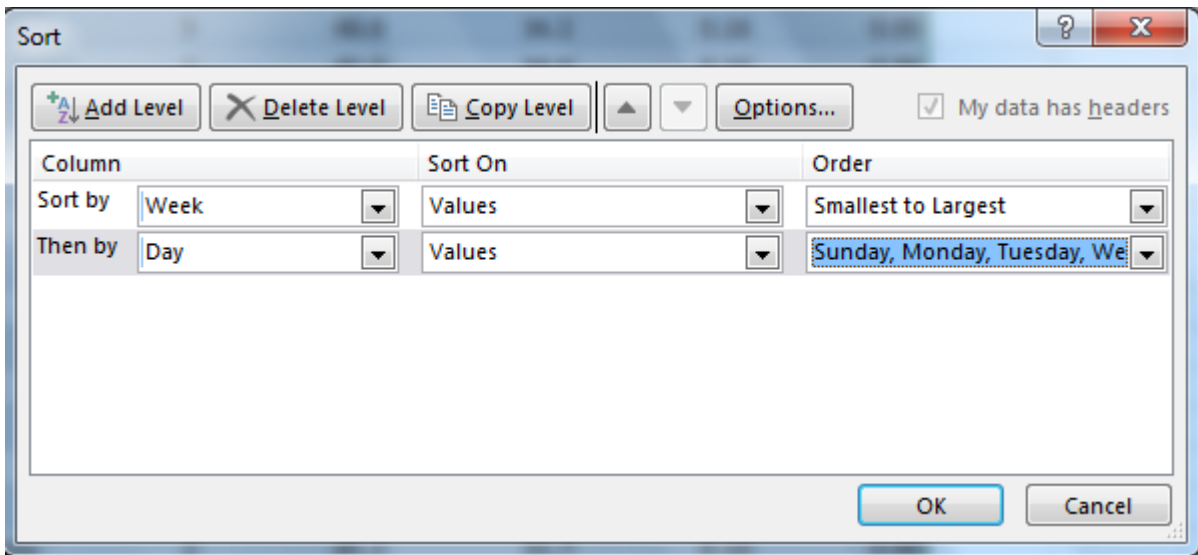 Sort
Add Level Delete Level Copy Level Options... My data has headers
Column Sort On Order
Sort by Week Values Smallest to Largest
Then by Day Values Sunday, Monday, Tuesday, We
OK Cancel